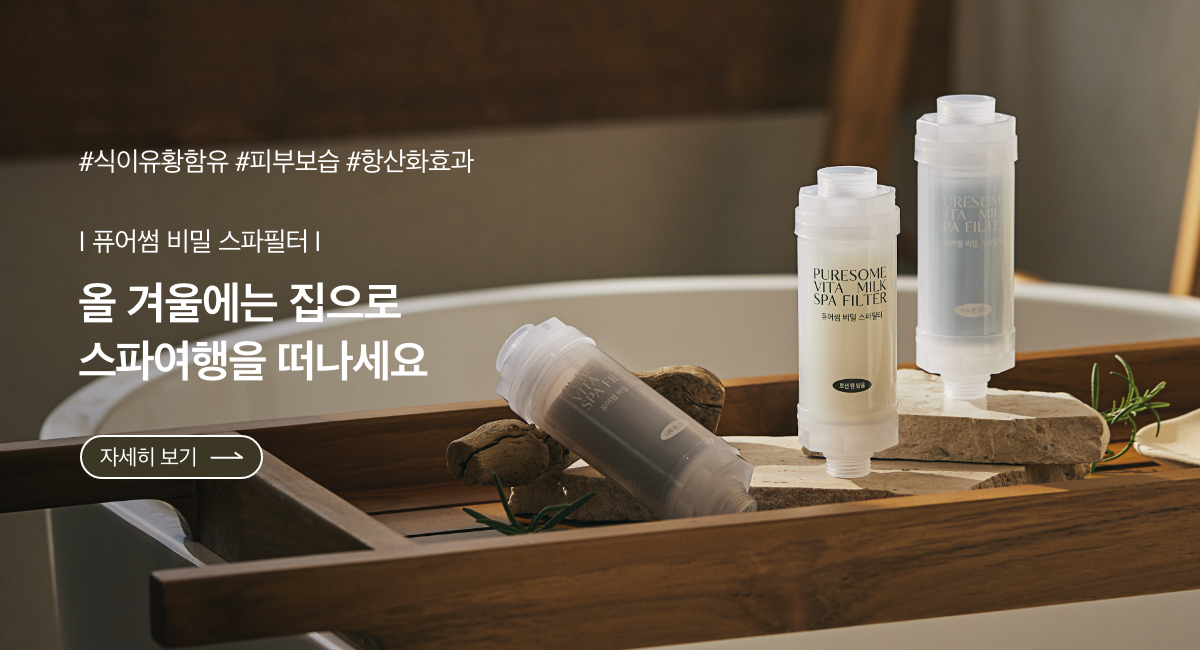 #식이유황함유 #피부보습 #항산화효과
l 퓨어썸 비밀 스파필터 l
올 겨울에는 집으로
스파여행을 떠나세요
자세히 보기
PURESOME
VITA MILK
SPA FILTER
퓨어썸 비밀 스파필터